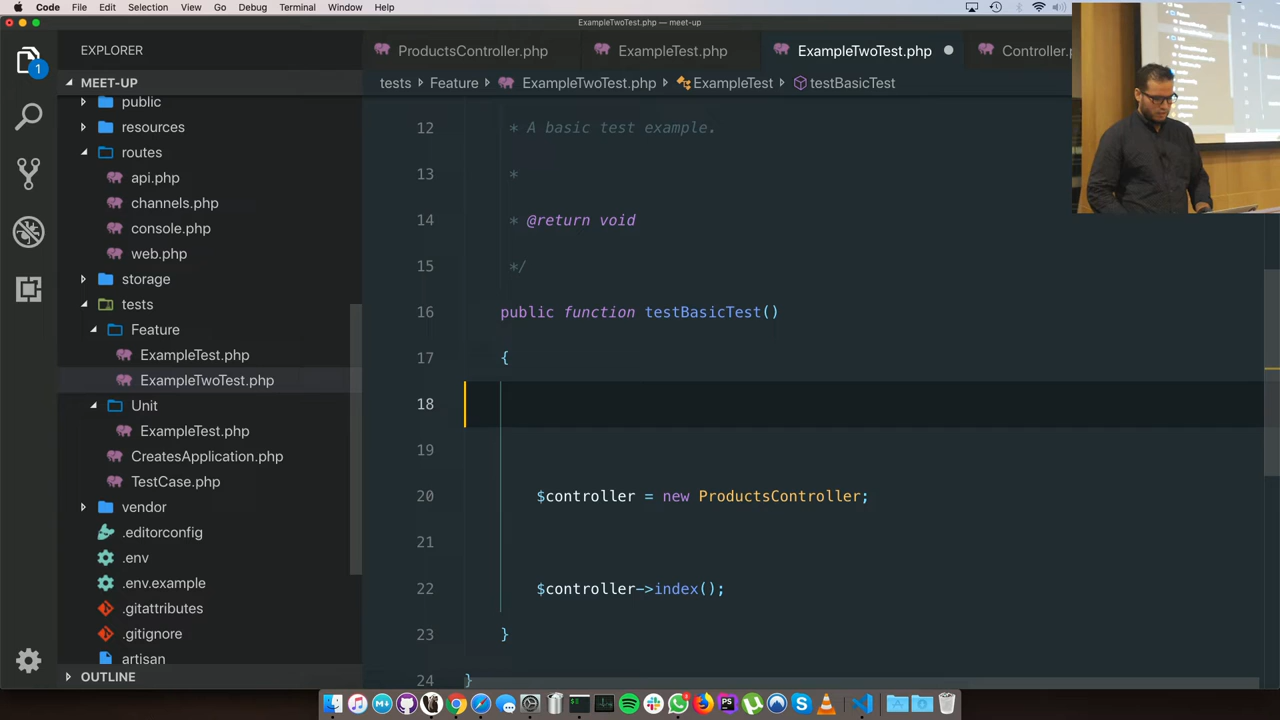 Code File Edit Selection View Go Debug Terminal Window Help
ExampleTwoTest.php — meet-up
EXPLORER
MEET-UP
public
resources
routes
api.php
channels.php
console.php
web.php
storage
tests
Feature
ExampleTest.php
ExampleTwoTest.php
Unit
ExampleTest.php
CreatesApplication.php
TestCase.php
vendor
.editorconfig
.env
.env.example
.gitattributes
.gitignore
artisan
OUTLINE
1
ProductsController.php ExampleTest.php ExampleTwoTest.php Controller.p
tests > Feature > ExampleTwoTest.php > ExampleTest > testBasicTest
12 * A basic test example.
13 *
14 * @return void
15 */
16 public function testBasicTest()
17 {
18
19
20 $controller = new ProductsController;
21
22 $controller->index();
23 }
24 }